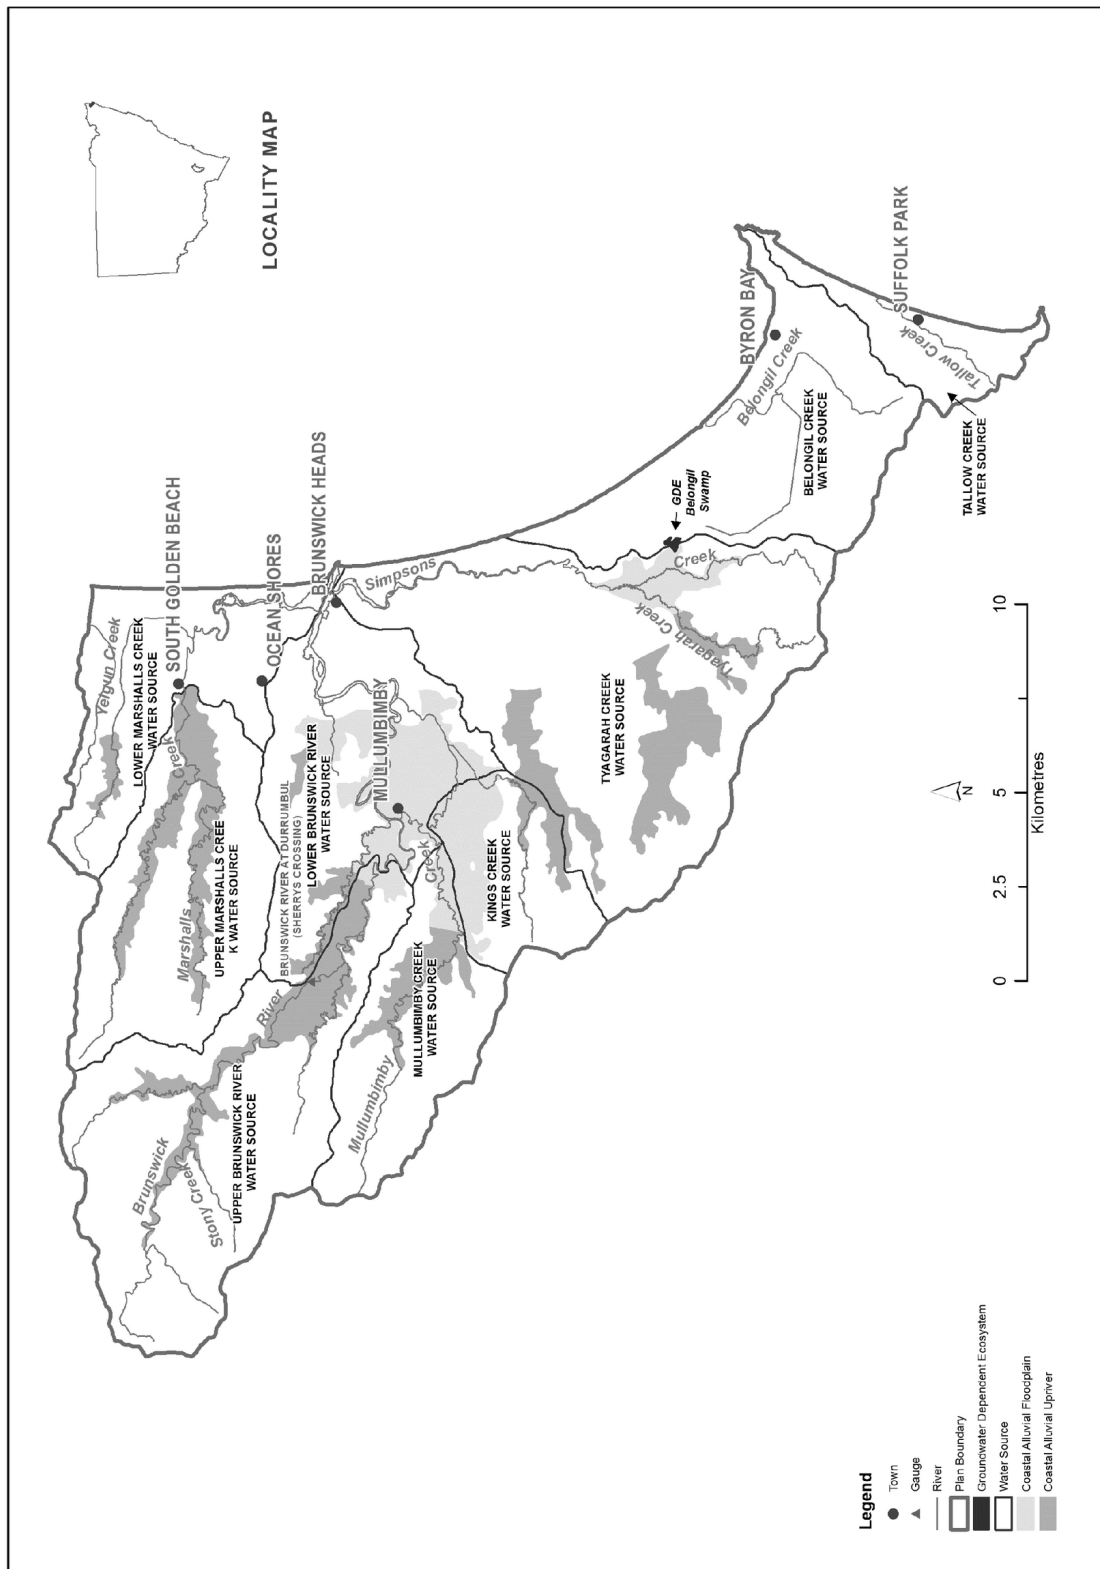 LOCALITY MAP
Yelgun Creek
LOWER MARSHALLS CREEK
WATER SOURCE
SOUTH GOLDEN BEACH
Creek
Marshalls
UPPER MARSHALLS CREE
K WATER SOURCE
OCEAN SHORES
BRUNSWICK HEADS
Simpsons
BRUNSWICK RIVER AT DURRUMBUL
(SHERRYS CROSSING)
LOWER BRUNSWICK RIVER
WATER SOURCE
MULLUMBIMBY
River
Brunswick
Stony Creek
UPPER BRUNSWICK RIVER
WATER SOURCE
Creek
Mullumbimby
MULLUMBIMBY CREEK
WATER SOURCE
KINGS CREEK
WATER SOURCE
TYAGARAH CREEK
WATER SOURCE
Tyagarah Creek
Creek
GDE
Belongil
Swamp
BYRON BAY
Belongil Creek
BELONGIL CREEK
WATER SOURCE
SUFFOLK PARK
Tallow Creek
TALLOW CREEK
WATER SOURCE
N
0 2.5 5 10
Kilometres
Legend
Town
Gauge
River
Plan Boundary
Groundwater Dependent Ecosystem
Water Source
Coastal Alluvial Floodplain
Coastal Alluvial Upriver